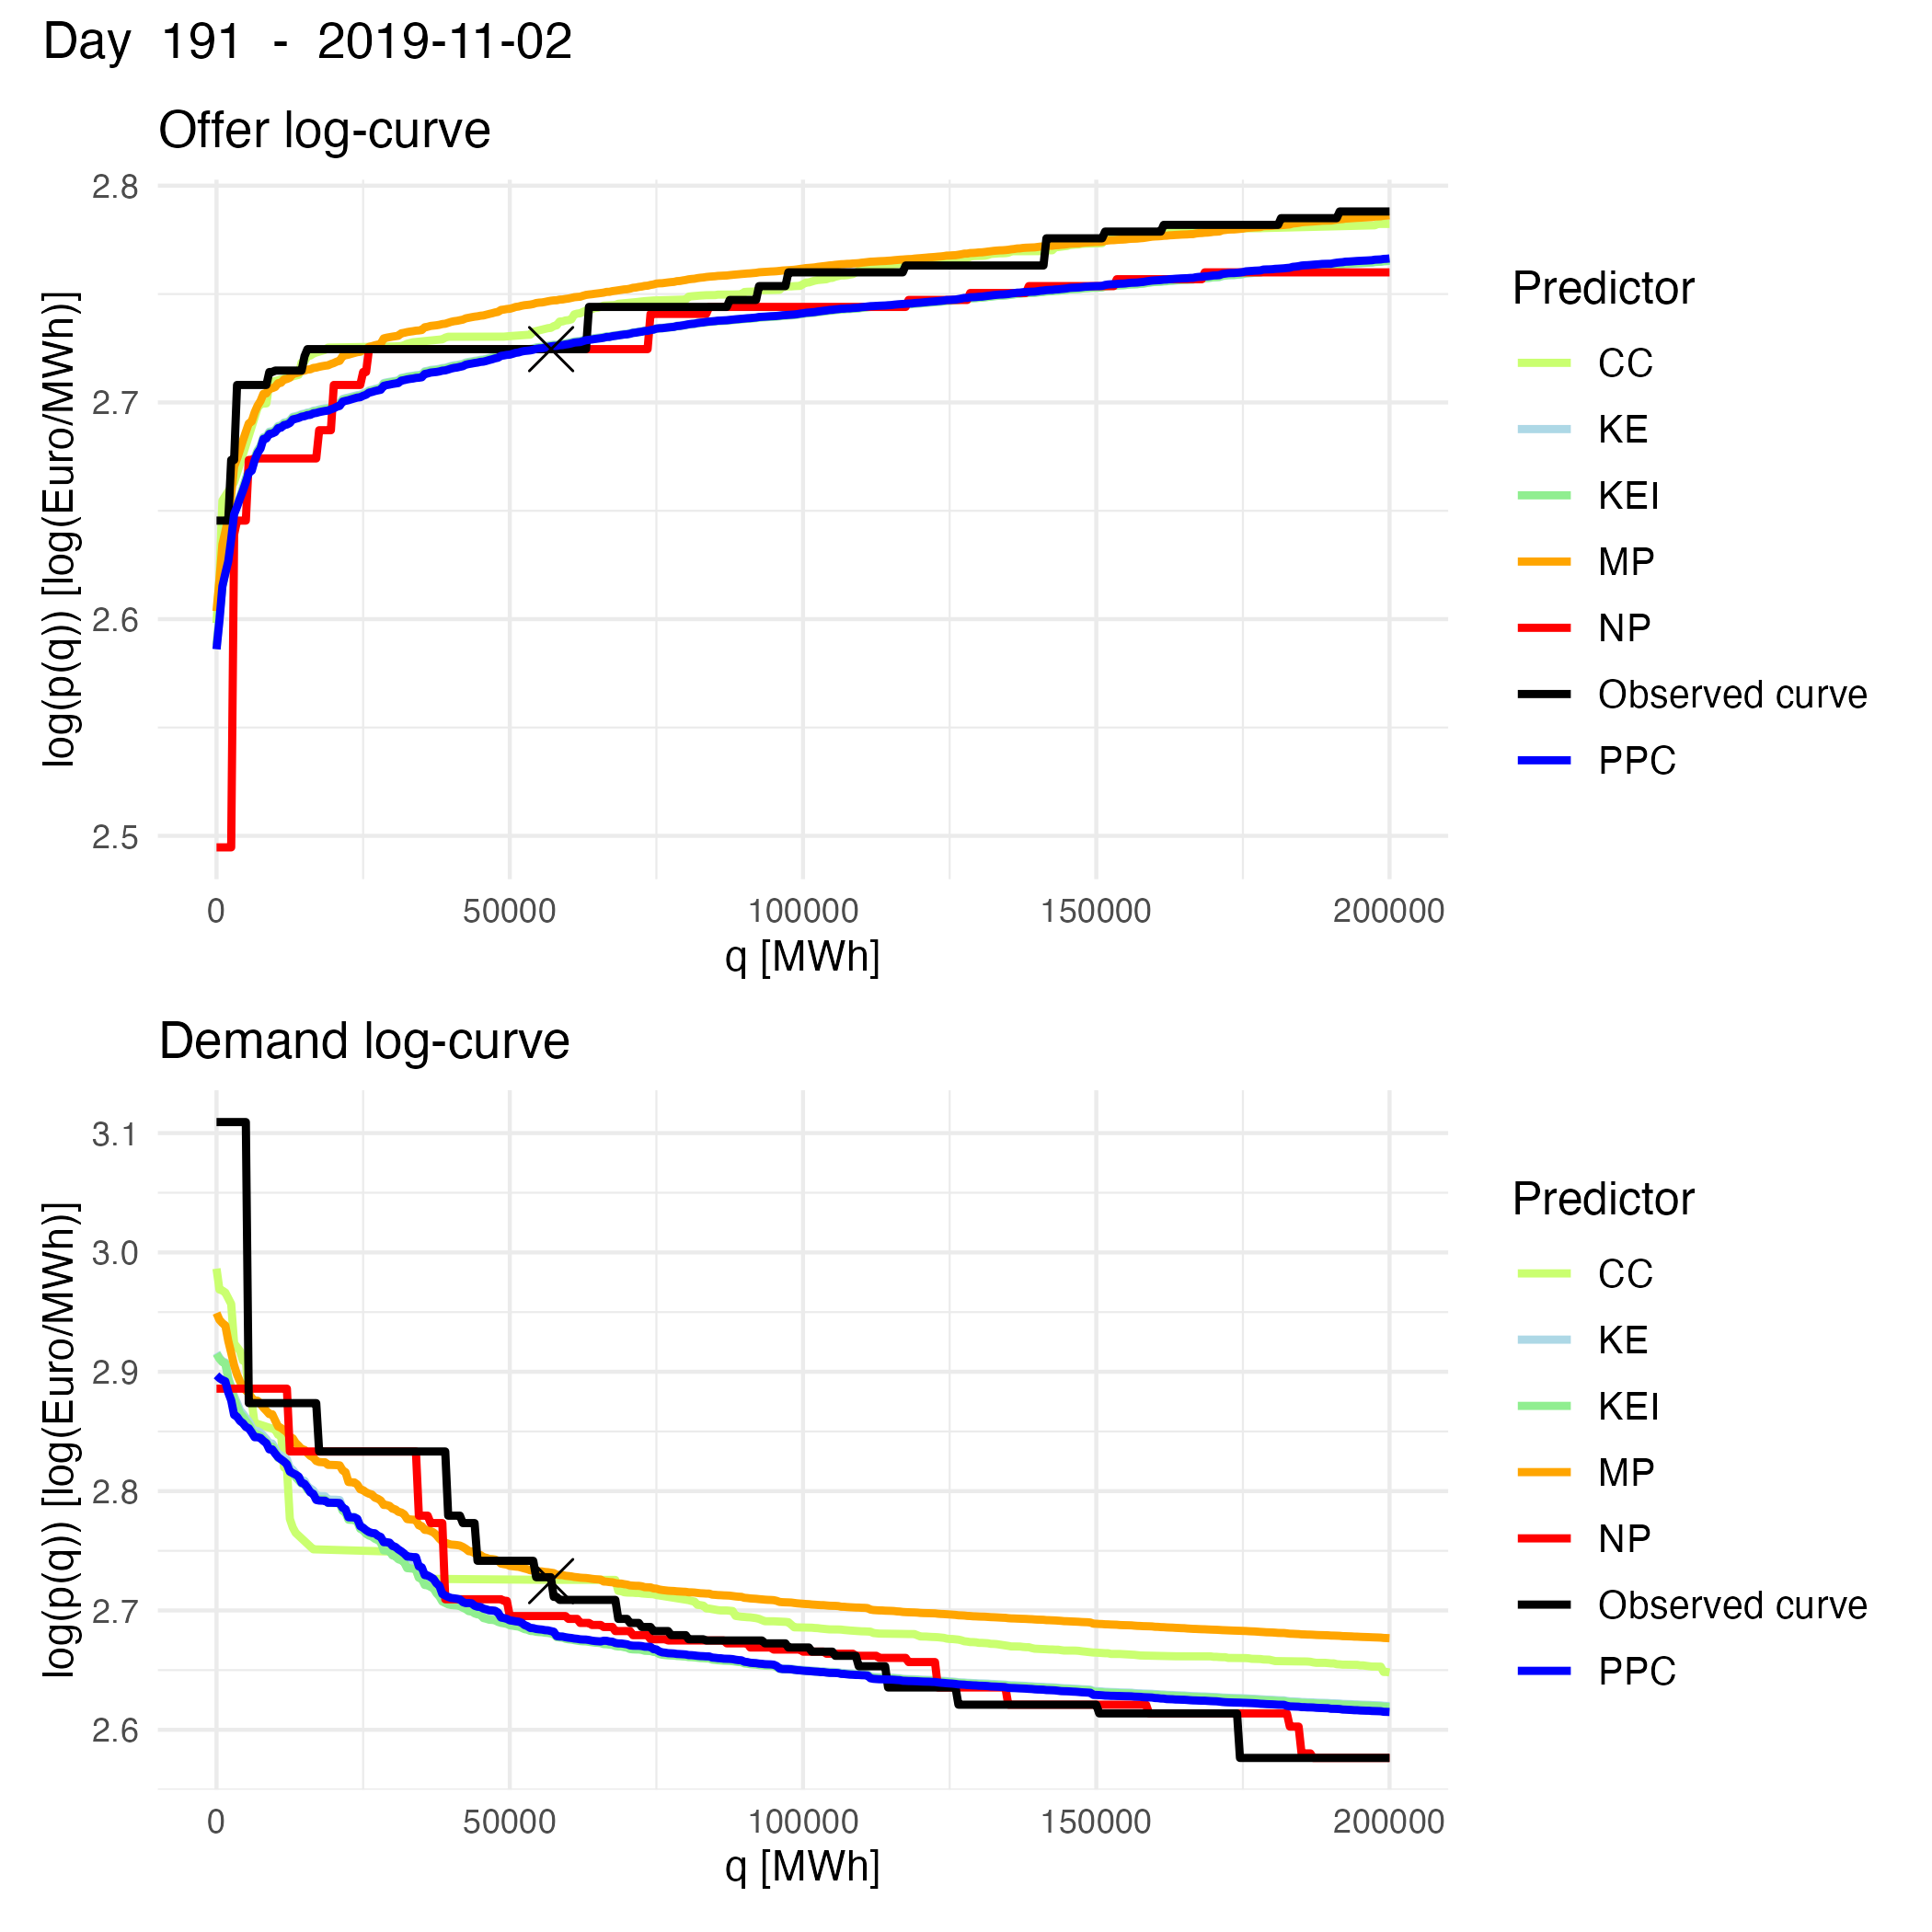 Day 191 - 2019-11-02
Offer log-curve
log(p(q)) [log(Euro/MWh)]
2.8
2.7
2.6
2.5
0 50000 100000 150000 200000
q [MWh]
Predictor
CC
KE
KEI
MP
NP
Observed curve
PPC
Demand log-curve
log(p(q)) [log(Euro/MWh)]
3.1
3.0
2.9
2.8
2.7
2.6
0 50000 100000 150000 200000
q [MWh]
Predictor
CC
KE
KEI
MP
NP
Observed curve
PPC